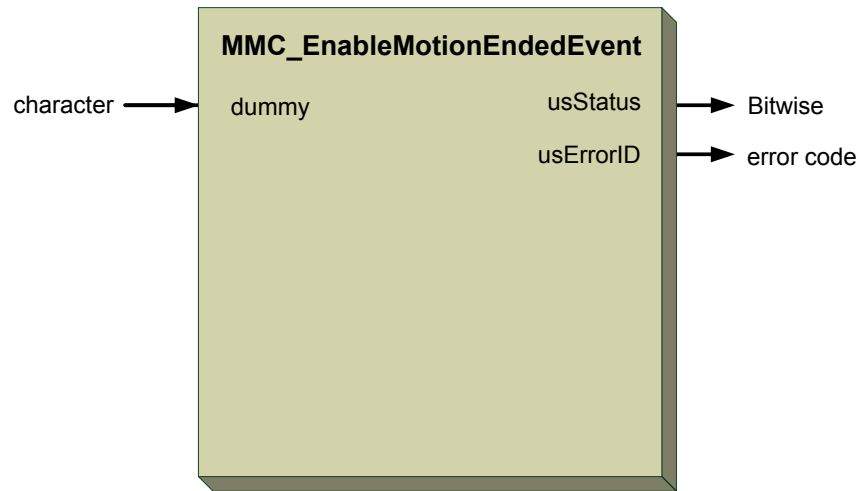 MMC_EnableMotionEndedEvent
character dummy usStatus Bitwise
usErrorID error code